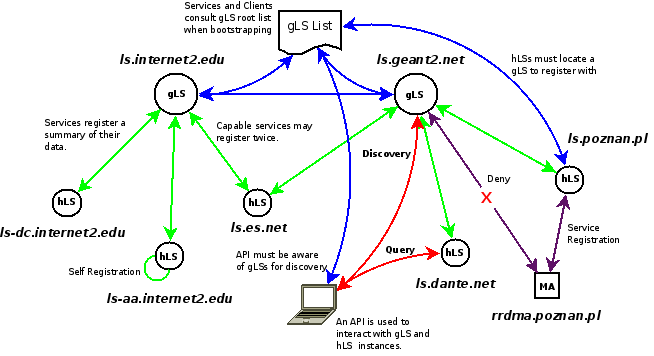 Services and Clients
consult gLS root list
when bootstrapping
gLS List
ls.internet2.edu
ls.geant2.net
hLSs must locate a
gLS to register with
gLS
gLS
Services register a
summary of their
data.
Capable services may
register twice.
ls.poznan.pl
Discovery
hLS
Deny
X
hLS
hLS
ls-dc.internet2.edu
ls.es.net
Service
Registration
hLS
Query
hLS
API must be aware
of gLSs for discovery
Self Registration
ls.dante.net
MA
ls-aa.internet2.edu
rrdma.poznan.pl
An API is used to
interact with gLS and
hLS instances.